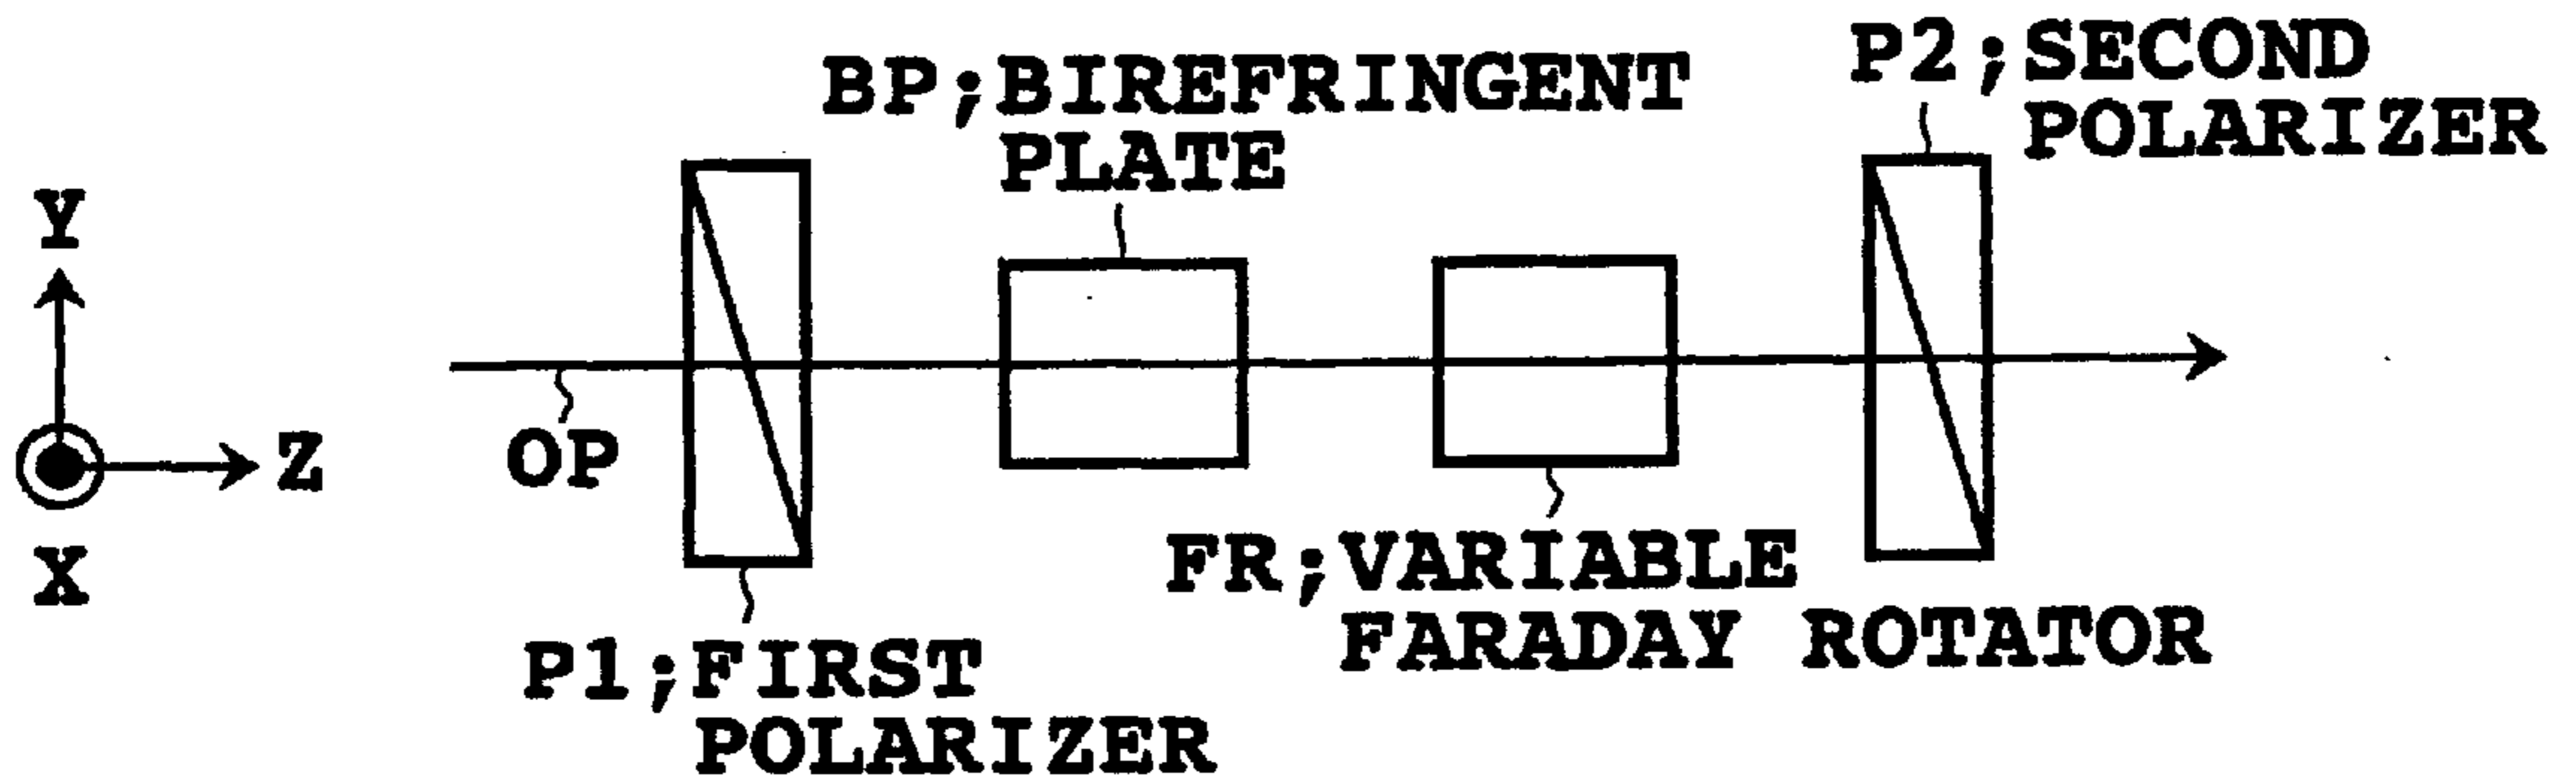 P2;SECOND
POLARIZER
BP;BIREFRINGENT
PLATE
Y
Z
X
OP
FR;VARIABLE
FARADAY ROTATOR
P1;FIRST
POLARIZER